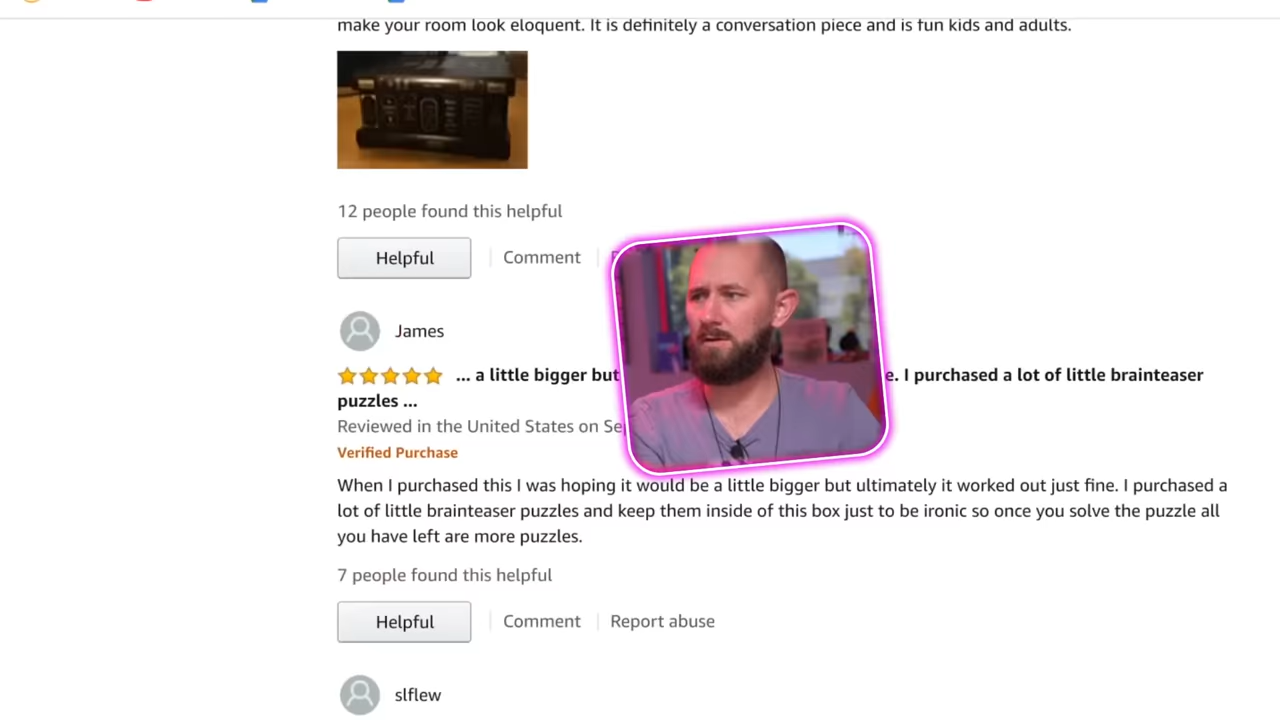 make your room look eloquent. It is definitely a conversation piece and is fun kids and adults.
12 people found this helpful
Helpful
Comment
James
... a little bigger but e. I purchased a lot of little brainteaser
puzzles ...
Reviewed in the United States on Se
Verified Purchase
When I purchased this I was hoping it would be a little bigger but ultimately it worked out just fine. I purchased a
lot of little brainteaser puzzles and keep them inside of this box just to be ironic so once you solve the puzzle all
you have left are more puzzles.
7 people found this helpful
Helpful
Comment
Report abuse
slflew